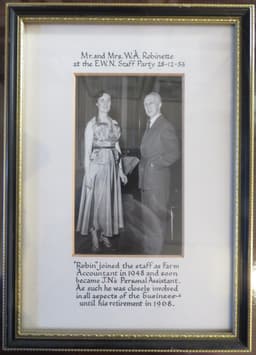 Mr. and Mrs. W.A. Robinette
at the E.W.N. Staff Party 28-12-53
"Robin" joined the staff as Farm
Accountant in 1948 and soon
became J.N's Personal Assistant.
As such he was closely involved
in all aspects of the business
until his retirement in 1968.